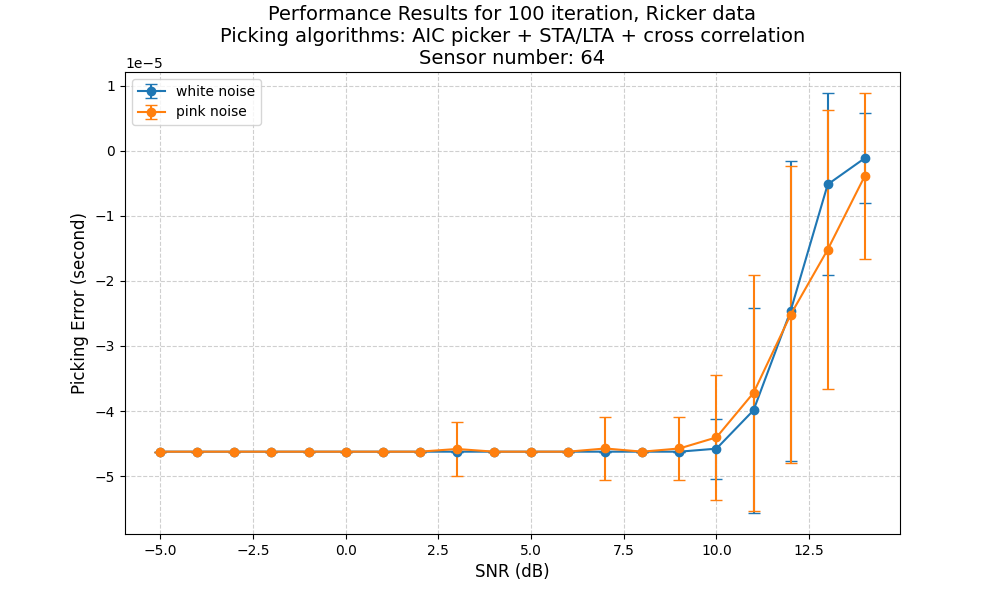 Performance Results for 100 iteration, Ricker data
Picking algorithms: AIC picker + STA/LTA + cross correlation
Sensor number: 64
1e−5
white noise
pink noise
1
0
−1
−2
−3
−4
−5
Picking Error (second)
−5.0 −2.5 0.0 2.5 5.0 7.5 10.0 12.5
SNR (dB)